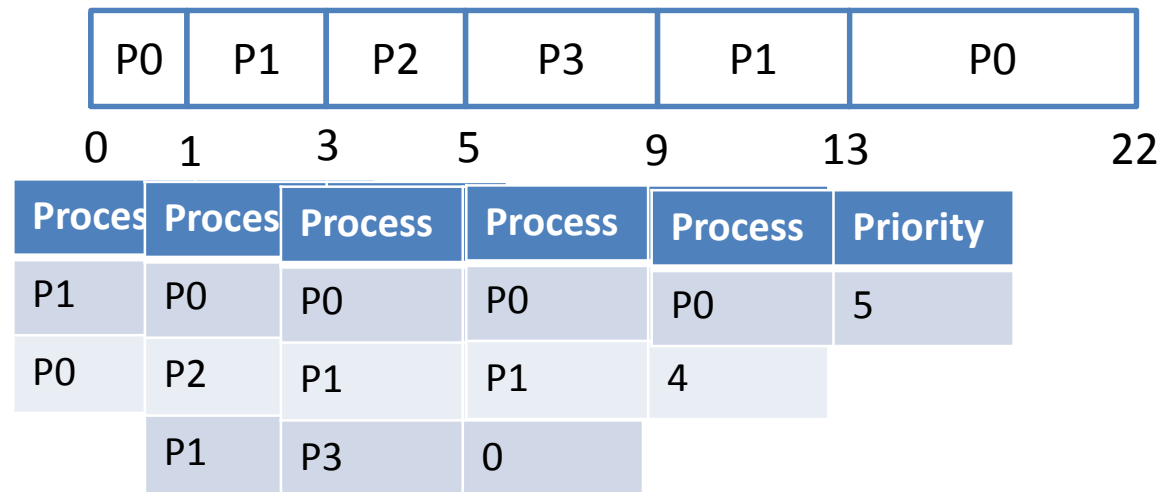 P0 P1 P2 P3 P1 P0
0 1 3 5 9 13 22
Proces Proces Process Process Process Priority
P1 P0 P0 P0 P0 5
P0 P2 P1 P1 4
P1 P3 0